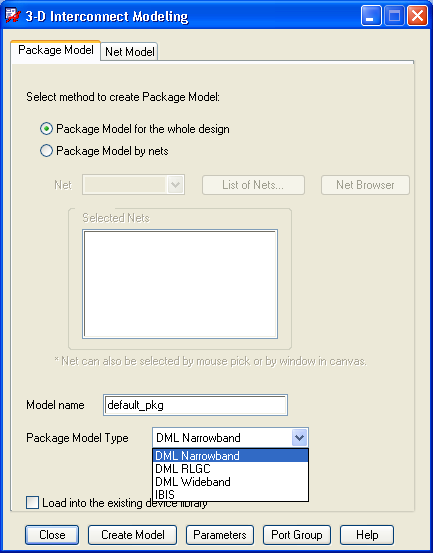 3-D Interconnect Modeling
Package Model Net Model
Select method to create Package Model:
Package Model for the whole design
Package Model by nets
Net List of Nets... Net Browser
Selected Nets
* Net can also be selected by mouse pick or by window in canvas.
Model name default_pkg
Package Model Type DML Narrowband
DML Narrowband
DML RLGC
DML Wideband
IBIS
Load into the existing device library
Close Create Model Parameters Port Group Help